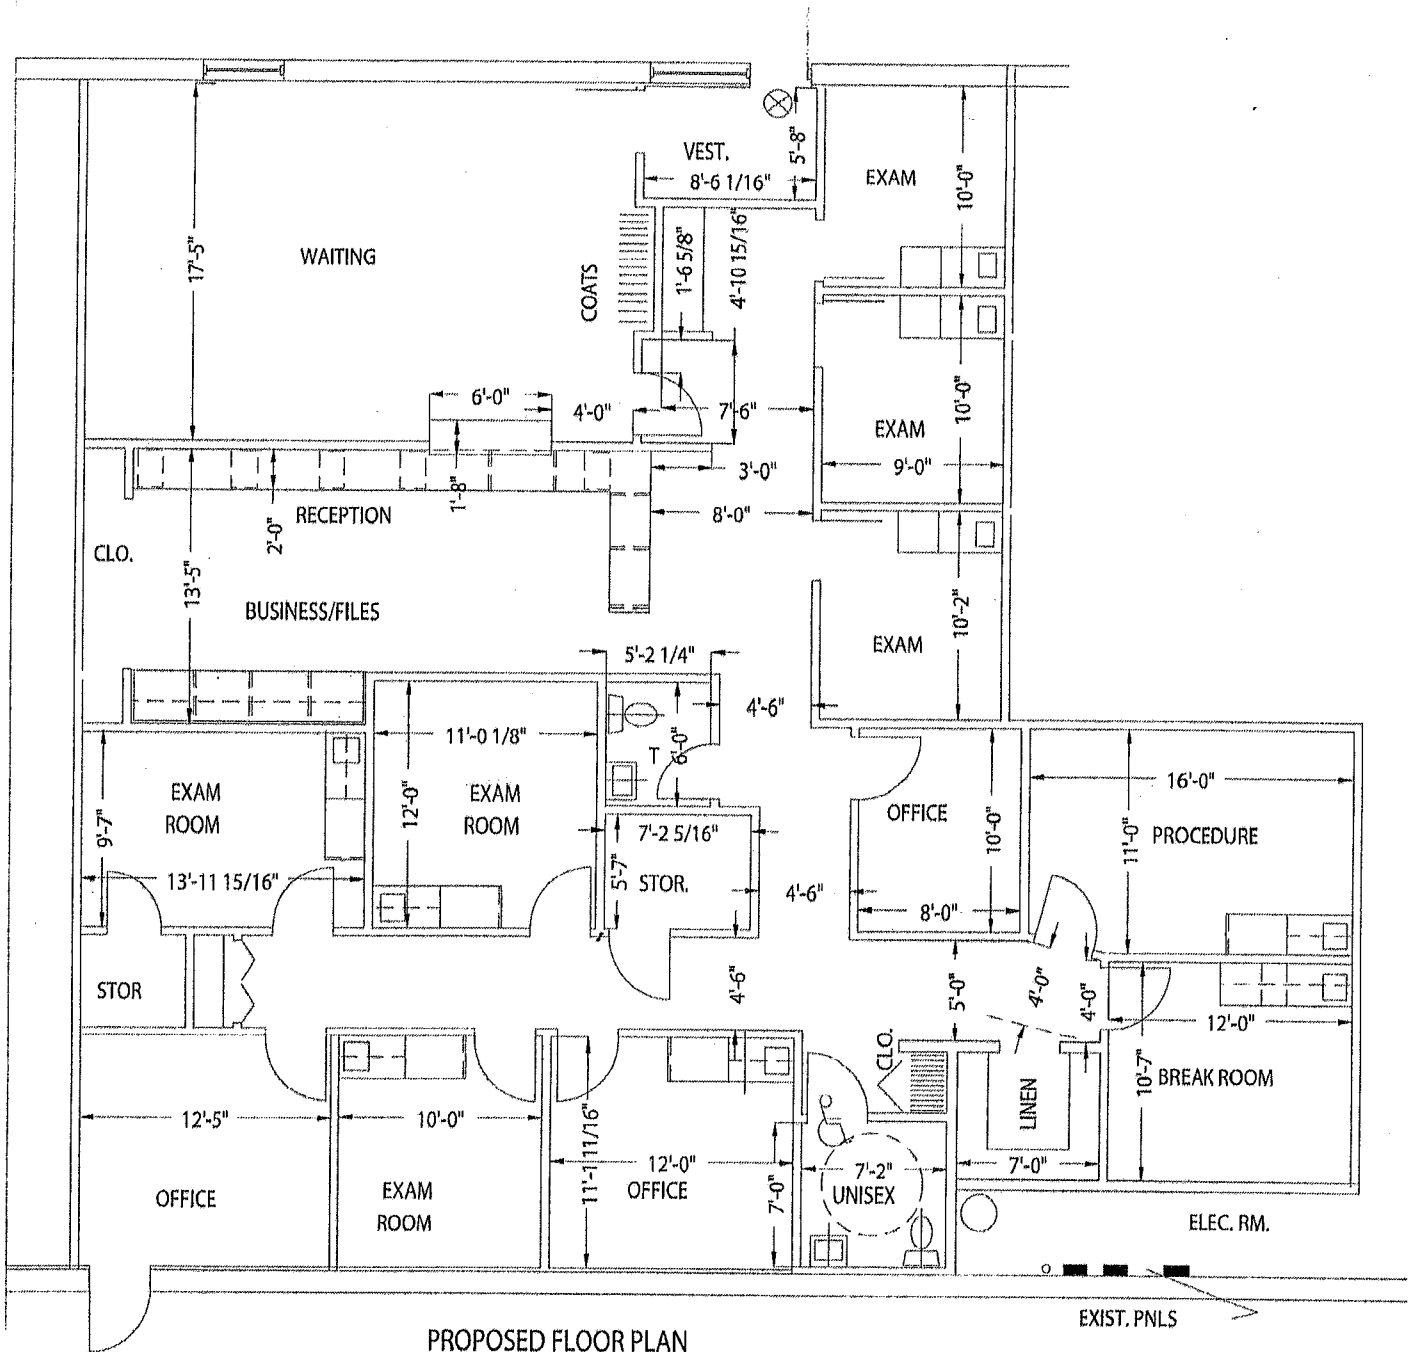 VEST.
8'-6 1/16"
5'-8"
EXAM
10'-0"
WAITING
17'-5"
COATS
1'-6 5/8"
4'-10 15/16"
6'-0"
4'-0"
7'-6"
EXAM
10'-0"
9'-0"
3'-0"
1'-8"
RECEPTION
2'-0"
8'-0"
CLO.
13'-5"
BUSINESS/FILES
EXAM
10'-2"
5'-2 1/4"
4'-6"
11'-0 1/8"
T
6'-0"
16'-0"
EXAM
ROOM
9'-7"
12'-0"
EXAM
ROOM
OFFICE
10'-0"
11'-0"
PROCEDURE
7'-2 5/16"
13'-11 15/16"
5'-7"
STOR.
4'-6"
8'-0"
STOR
4'-6"
5'-0"
4'-0"
4'-0"
12'-0"
CLO.
10'-7"
BREAK ROOM
LINEN
12'-5"
10'-0"
11'-1 11/16"
12'-0"
7'-2"
7'-0"
OFFICE
EXAM
ROOM
OFFICE
7'-0"
UNISEX
ELEC. RM.
EXIST. PNLS
PROPOSED FLOOR PLAN